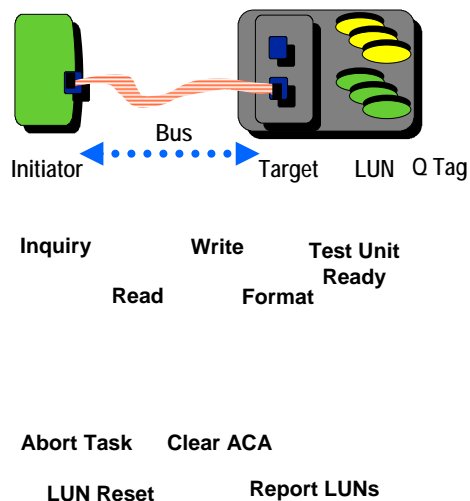 Bus
Initiator
Target
LUN
Q Tag
Inquiry
Write
Test Unit
Ready
Read
Format
Abort Task
Clear ACA
LUN Reset
Report LUNs